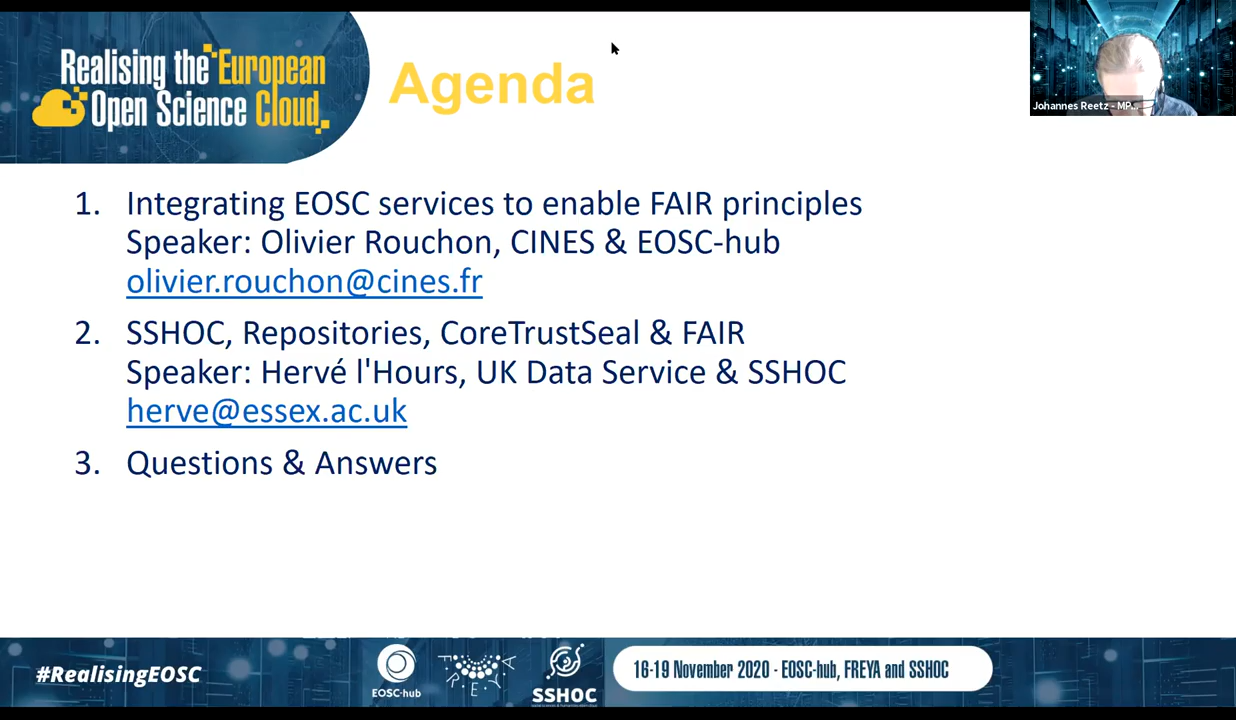 Realising the European
Open Science Cloud
Agenda
Johannes Reetz - MP...
1. Integrating EOSC services to enable FAIR principles
Speaker: Olivier Rouchon, CINES & EOSC-hub
olivier.rouchon@cines.fr
2. SSHOC, Repositories, CoreTrustSeal & FAIR
Speaker: Hervé l'Hours, UK Data Service & SSHOC
herve@essex.ac.uk
3. Questions & Answers
#RealisingEOSC
EOSC-hub
FREYA
SSHOC
16-19 November 2020 - EOSC-hub, FREYA and SSHOC